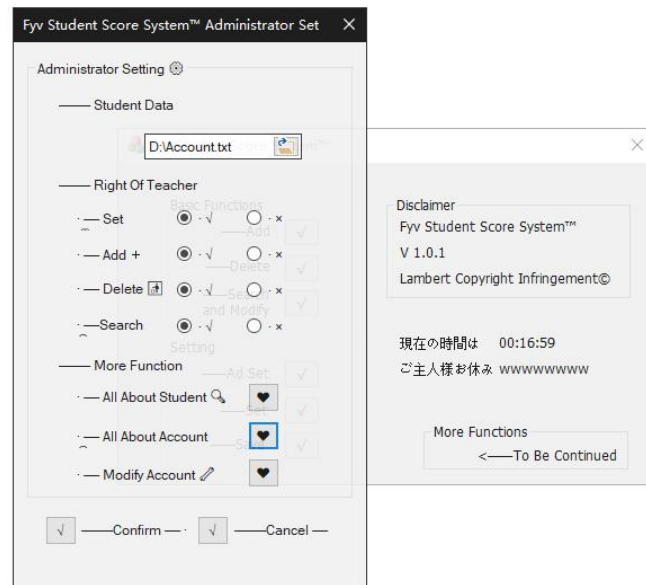 Fyv Student Score System™ Administrator Set ×
Administrator Setting
Student Data
D:\Account.txt
Right Of Teacher
Set √ ×
Add + √ ×
Delete √ ×
Search √ ×
More Function
All About Student
All About Account
Modify Account
√ ——Confirm — · √ ——Cancel —
Basic Functions
——Add √
——Delete √
——Search
and Modify √
Setting
——Ad Set √
——Set √
√
Disclaimer
Fyv Student Score System™
V 1.0.1
Lambert Copyright Infringement©
現在の時間は 00:16:59
ご主人様お休み wwwwwwwww
More Functions
<——To Be Continued